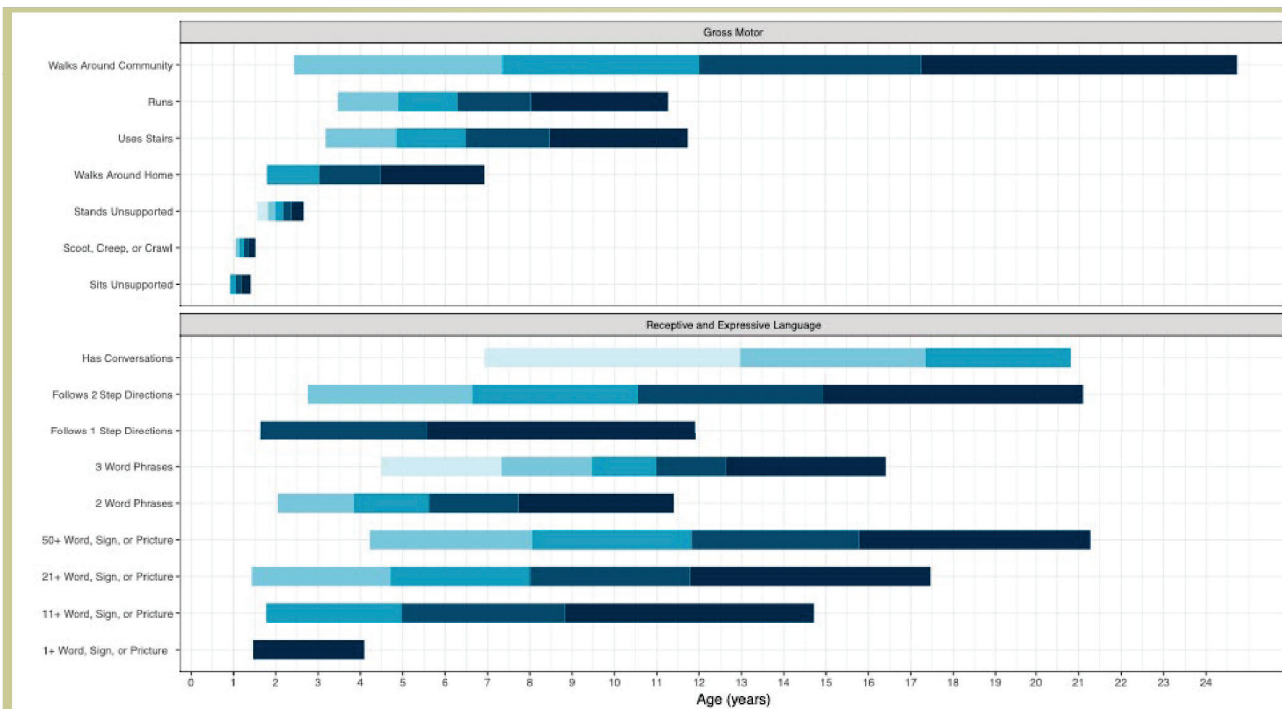 Gross Motor
Walks Around Community
Runs
Uses Stairs
Walks Around Home
Stands Unsupported
Scoot, Creep, or Crawl
Sits Unsupported
Receptive and Expressive Language
Has Conversations
Follows 2 Step Directions
Follows 1 Step Directions
3 Word Phrases
2 Word Phrases
50+ Word, Sign, or Pricture
21+ Word, Sign, or Pricture
11+ Word, Sign, or Pricture
1+ Word, Sign, or Pricture
0 1 2 3 4 5 6 7 8 9 10 11 12 13 14 15 16 17 18 19 20 21 22 23 24
Age (years)